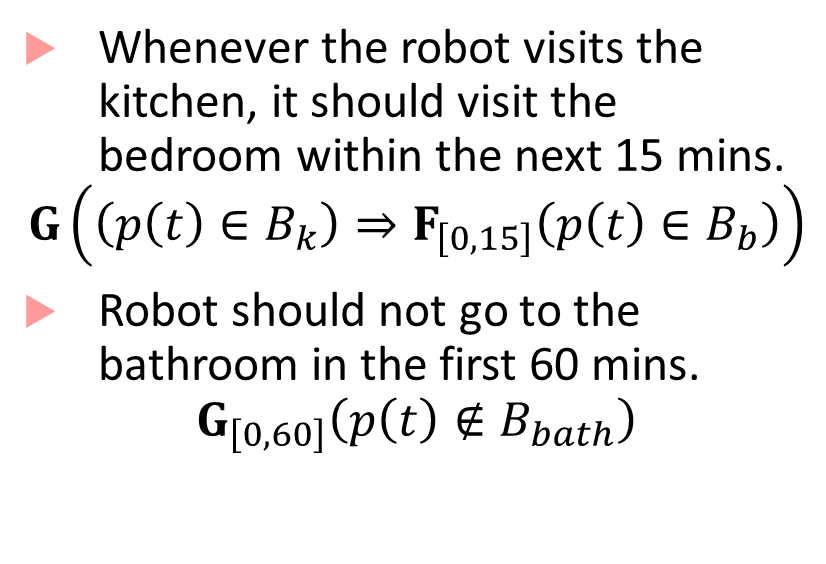 Whenever the robot visits the
kitchen, it should visit the
bedroom within the next 15 mins.
𝐆((𝑝(𝑡) ∈ 𝐵ₖ) ⇒ 𝐅_[0,15](𝑝(𝑡) ∈ 𝐵_𝑏))
Robot should not go to the
bathroom in the first 60 mins.
𝐆_[0,60](𝑝(𝑡) ∉ 𝐵_𝑏𝑎𝑡ℎ)